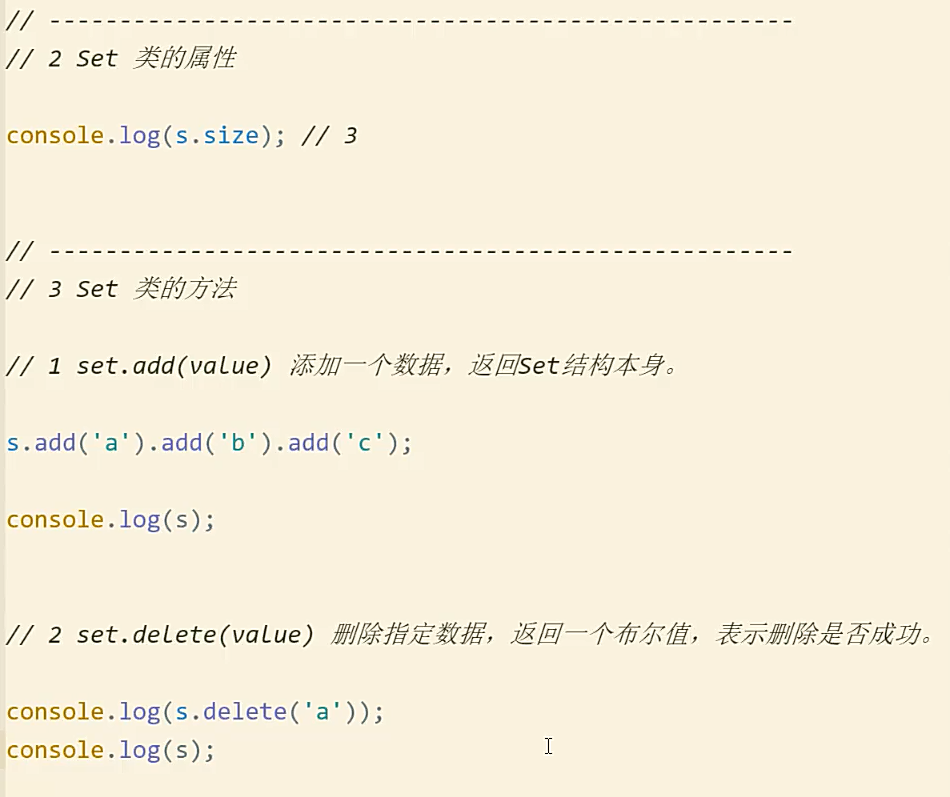 // -----------------------------------------------------
// 2 Set 类的属性
console.log(s.size); // 3
// -----------------------------------------------------
// 3 Set 类的方法
// 1 set.add(value) 添加一个数据，返回Set结构本身。
s.add('a').add('b').add('c');
console.log(s);
// 2 set.delete(value) 删除指定数据，返回一个布尔值，表示删除是否成功。
console.log(s.delete('a'));
console.log(s);